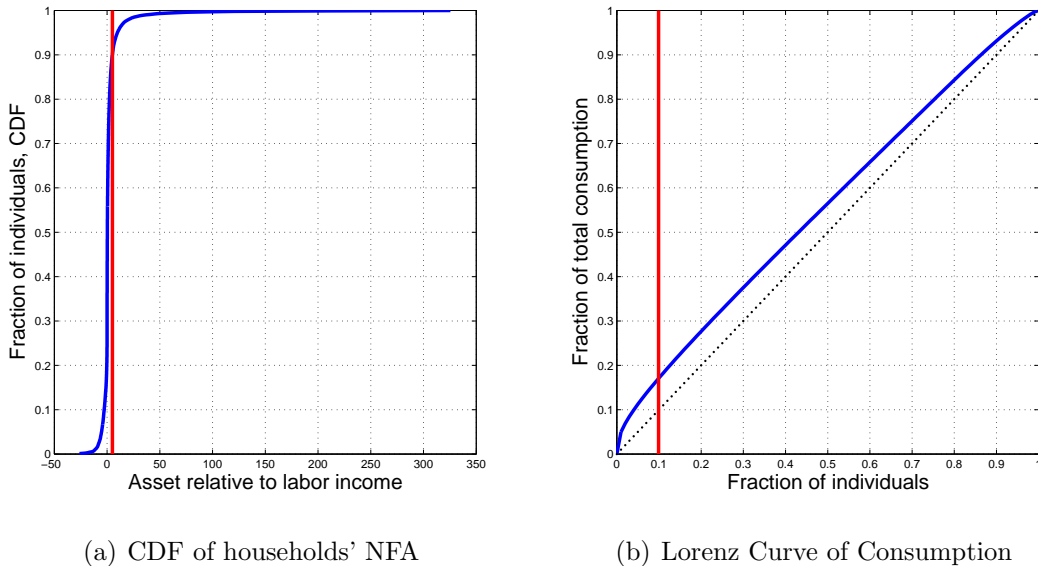 1
0.9
0.8
0.7
0.6
0.5
0.4
0.3
0.2
0.1
0
Fraction of individuals, CDF
−50 0 50 100 150 200 250 300 350
Asset relative to labor income
(a) CDF of households’ NFA
1
0.9
0.8
0.7
0.6
0.5
0.4
0.3
0.2
0.1
0
Fraction of total consumption
0 0.1 0.2 0.3 0.4 0.5 0.6 0.7 0.8 0.9 1
Fraction of individuals
(b) Lorenz Curve of Consumption